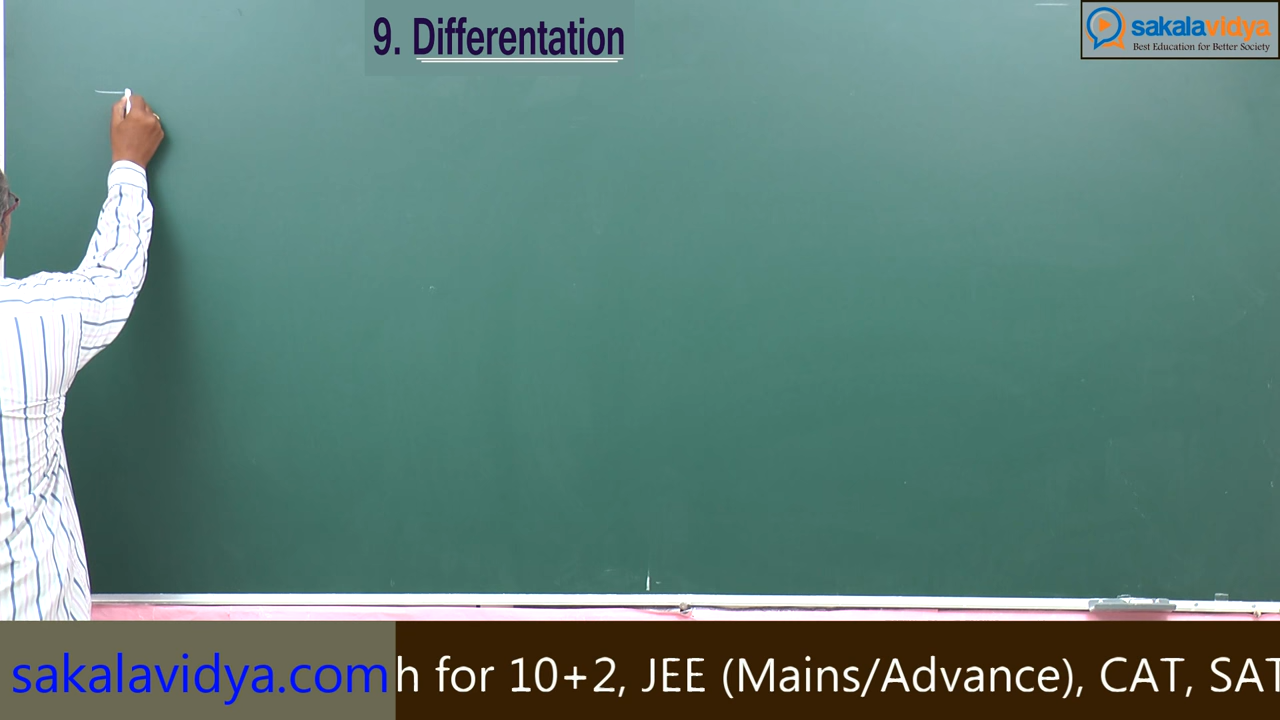 9. Differentation
sakalavidya
Best Education for Better Society
sakalavidya.com
h for 10+2, JEE (Mains/Advance), CAT, SAT